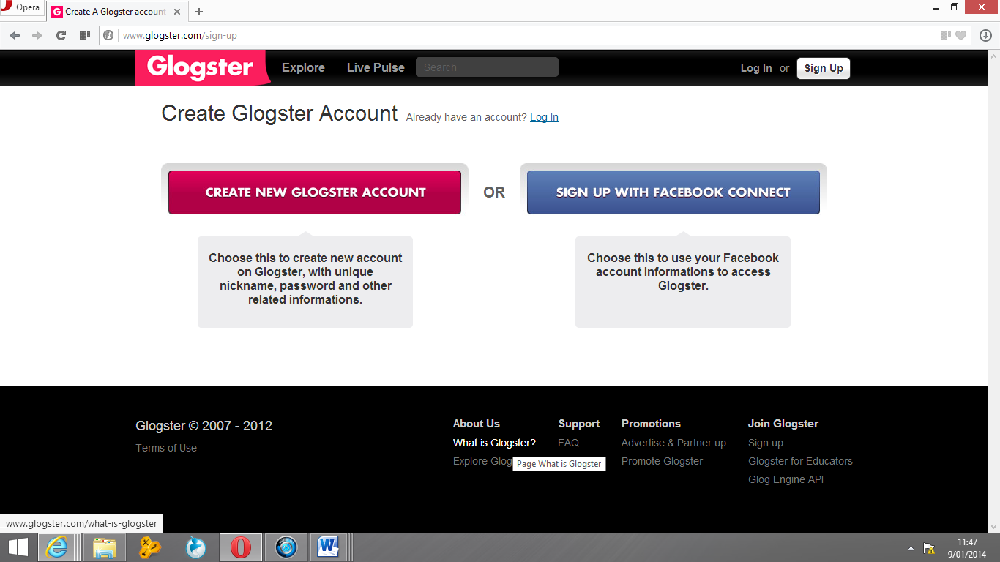 Opera
Create A Glogster account
www.glogster.com/sign-up
Glogster
Explore
Live Pulse
Search
Log In or Sign Up
Create Glogster Account Already have an account? Log In
CREATE NEW GLOGSTER ACCOUNT
OR
SIGN UP WITH FACEBOOK CONNECT
Choose this to create new account
on Glogster, with unique
nickname, password and other
related informations.
Choose this to use your Facebook
account informations to access
Glogster.
Glogster © 2007 - 2012
Terms of Use
About Us
What is Glogster?
Explore Glog
Page What is Glogster
Support
FAQ
Promotions
Advertise & Partner up
Promote Glogster
Join Glogster
Sign up
Glogster for Educators
Glog Engine API
www.glogster.com/what-is-glogster
11:47
9/01/2014